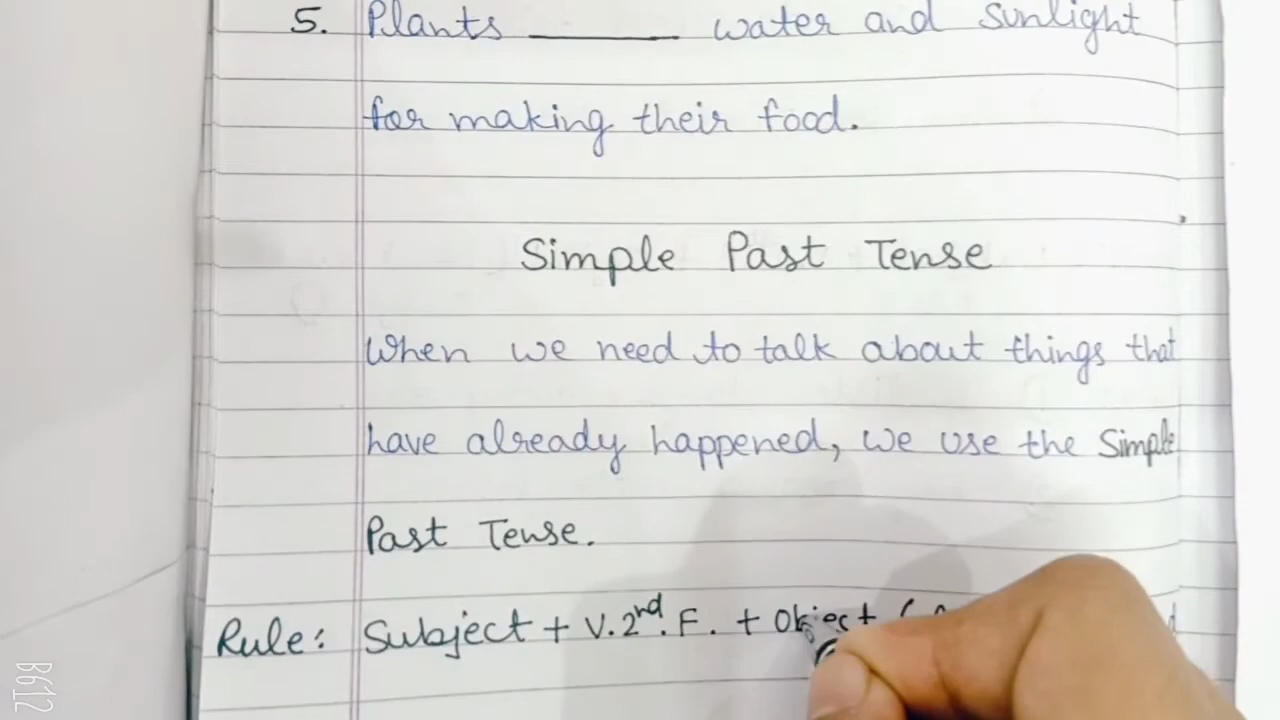 5. Plants ______ water and sunlight
for making their food.
Simple Past Tense
When we need to talk about things that
have already happened, we use the Simple
Past Tense.
Rule: Subject + V.2nd.F. + Object (
B612